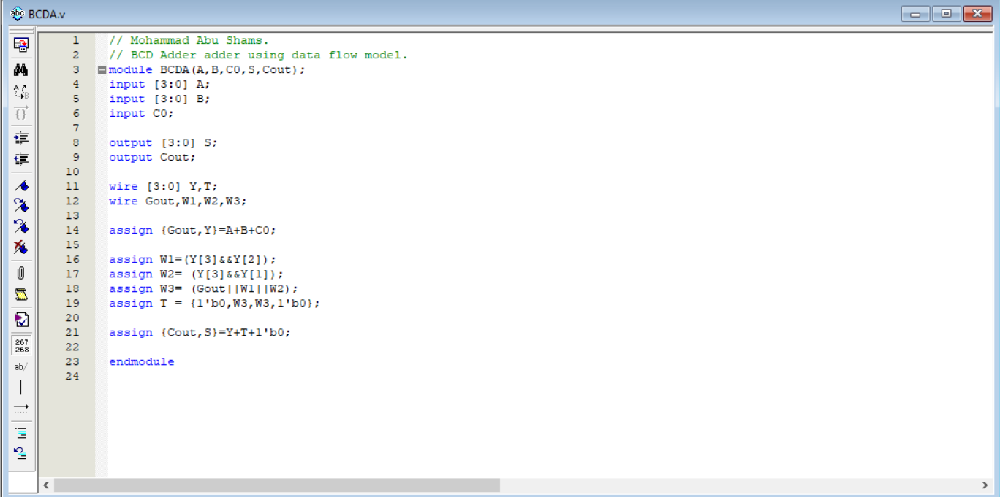 BCDA.v
1 // Mohammad Abu Shams.
2 // BCD Adder adder using data flow model.
3 module BCDA(A,B,C0,S,Cout);
4 input [3:0] A;
5 input [3:0] B;
6 input C0;
7
8 output [3:0] S;
9 output Cout;
10
11 wire [3:0] Y,T;
12 wire Gout,W1,W2,W3;
13
14 assign {Gout,Y}=A+B+C0;
15
16 assign W1=(Y[3]&&Y[2]);
17 assign W2= (Y[3]&&Y[1]);
18 assign W3= (Gout||W1||W2);
19 assign T = {1'b0,W3,W3,1'b0};
20
21 assign {Cout,S}=Y+T+1'b0;
22
23 endmodule
24
267
268
ab/